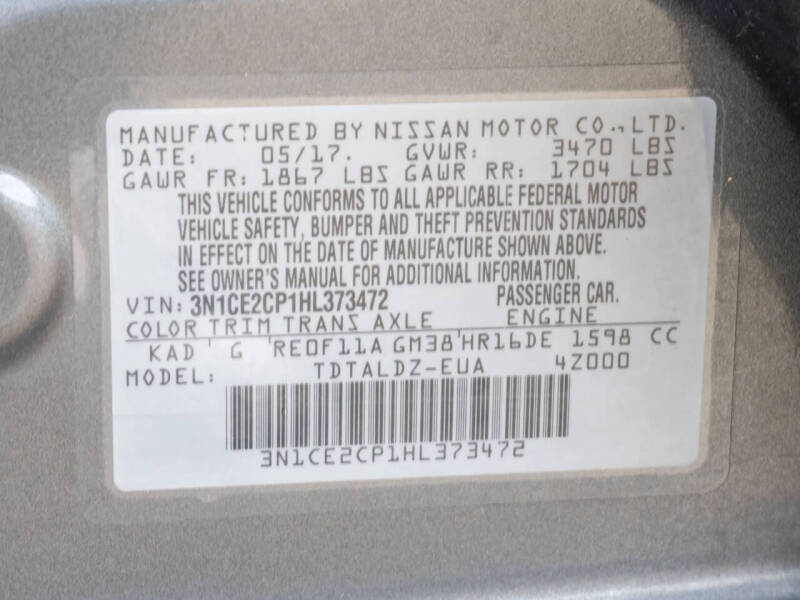 MANUFACTURED BY NISSAN MOTOR CO.,LTD.
DATE: 05/17. GVWR: 3470 LBS
GAWR FR: 1867 LBS GAWR RR: 1704 LBS
THIS VEHICLE CONFORMS TO ALL APPLICABLE FEDERAL MOTOR
VEHICLE SAFETY, BUMPER AND THEFT PREVENTION STANDARDS
IN EFFECT ON THE DATE OF MANUFACTURE SHOWN ABOVE.
SEE OWNER'S MANUAL FOR ADDITIONAL INFORMATION.
VIN: 3N1CE2CP1HL373472 PASSENGER CAR.
COLOR TRIM TRANS AXLE ENGINE
KAD G RE0F11A GM38 HR16DE 1598 CC
MODEL: TDTALDZ-EUA 4Z000
3N1CE2CP1HL373472